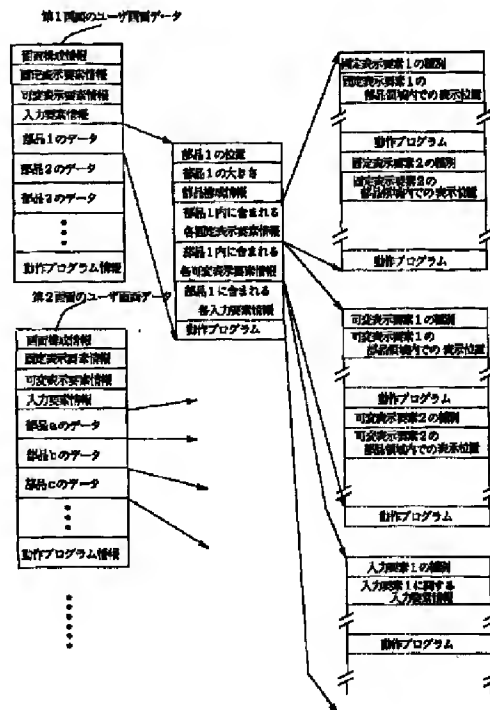 第1画面のユーザ画面データ
画面構成情報
固定表示要素情報
可変表示要素情報
入力要素情報
部品1のデータ
部品2のデータ
部品3のデータ
動作プログラム情報
第2画面のユーザ画面データ
画面構成情報
固定表示要素情報
可変表示要素情報
入力要素情報
部品aのデータ
部品bのデータ
部品cのデータ
動作プログラム情報
部品1の位置
部品1の大きさ
部品構成情報
部品1内に含まれる
各固定表示要素情報
部品1内に含まれる
各可変表示要素情報
部品1に含まれる
各入力要素情報
動作プログラム
固定表示要素1の種別
固定表示要素1の
部品領域内での表示位置
動作プログラム
固定表示要素2の種別
固定表示要素2の
部品領域内での表示位置
動作プログラム
可変表示要素1の種別
可変表示要素1の
部品領域内での表示位置
動作プログラム
可変表示要素2の種別
可変表示要素2の
部品領域内での表示位置
動作プログラム
入力要素1の種別
入力要素1に関する
入力要素情報
動作プログラム